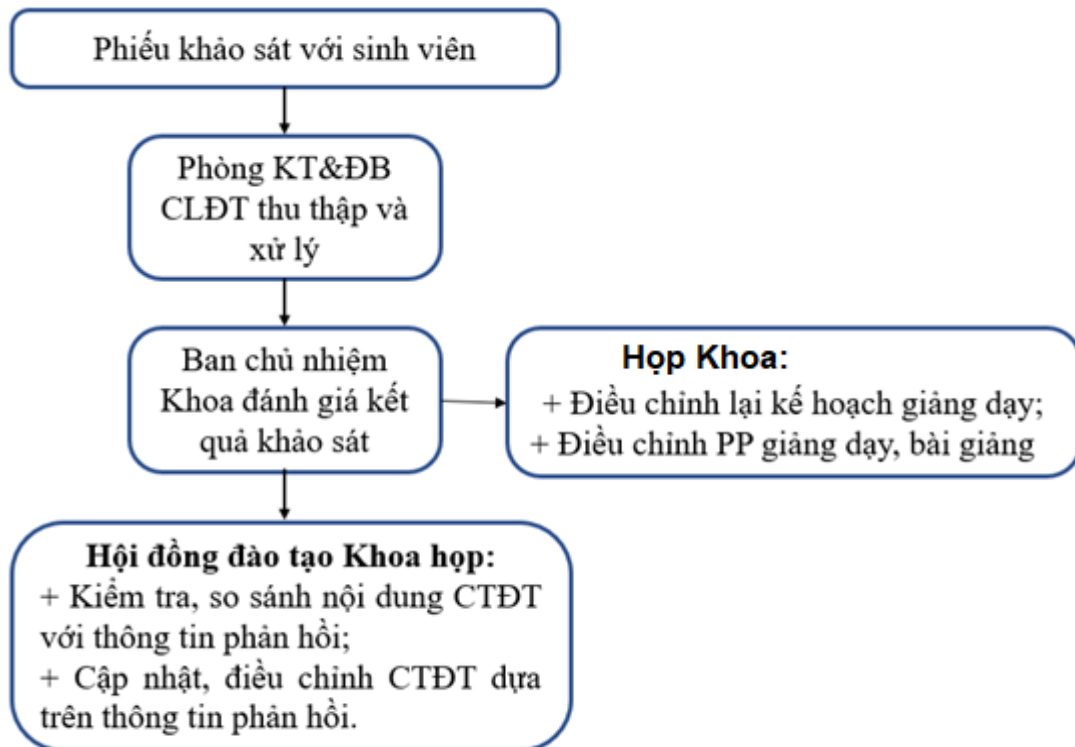 Phiếu khảo sát với sinh viên
Phòng KT&ĐB
CLĐT thu thập và
xử lý
Ban chủ nhiệm
Khoa đánh giá kết
quả khảo sát
Họp Khoa:
+ Điều chỉnh lại kế hoạch giảng dạy;
+ Điều chỉnh PP giảng dạy, bài giảng
Hội đồng đào tạo Khoa họp:
+ Kiểm tra, so sánh nội dung CTĐT
với thông tin phản hồi;
+ Cập nhật, điều chỉnh CTĐT dựa
trên thông tin phản hồi.